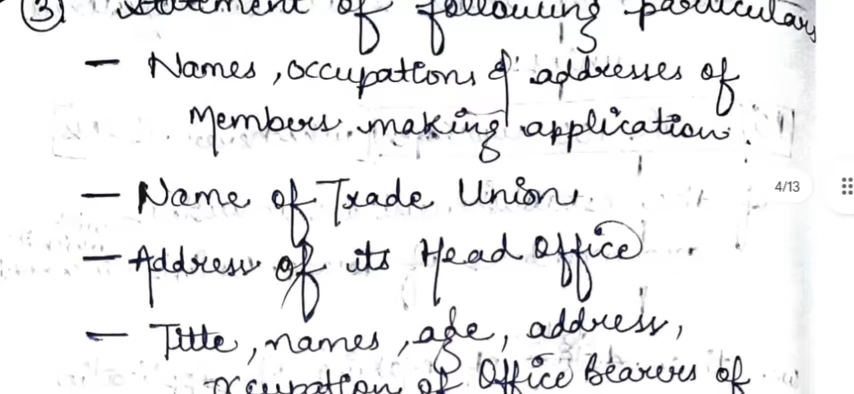 ③ Statement of following particulars
– Names, occupations & addresses of
Members making application.
– Name of Trade Union
4/13
– Address of its Head Office
– Title, names, age, address,
occupation of Office Bearers of